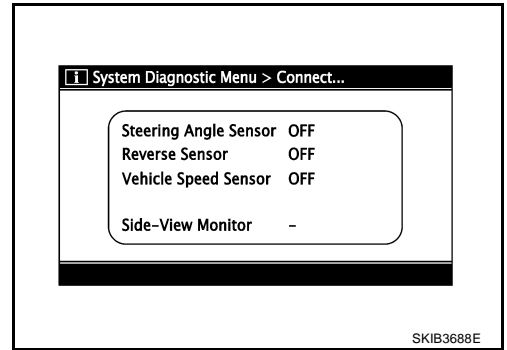 i System Diagnostic Menu > Connect...
Steering Angle Sensor OFF
Reverse Sensor OFF
Vehicle Speed Sensor OFF
Side-View Monitor –
SKIB3688E